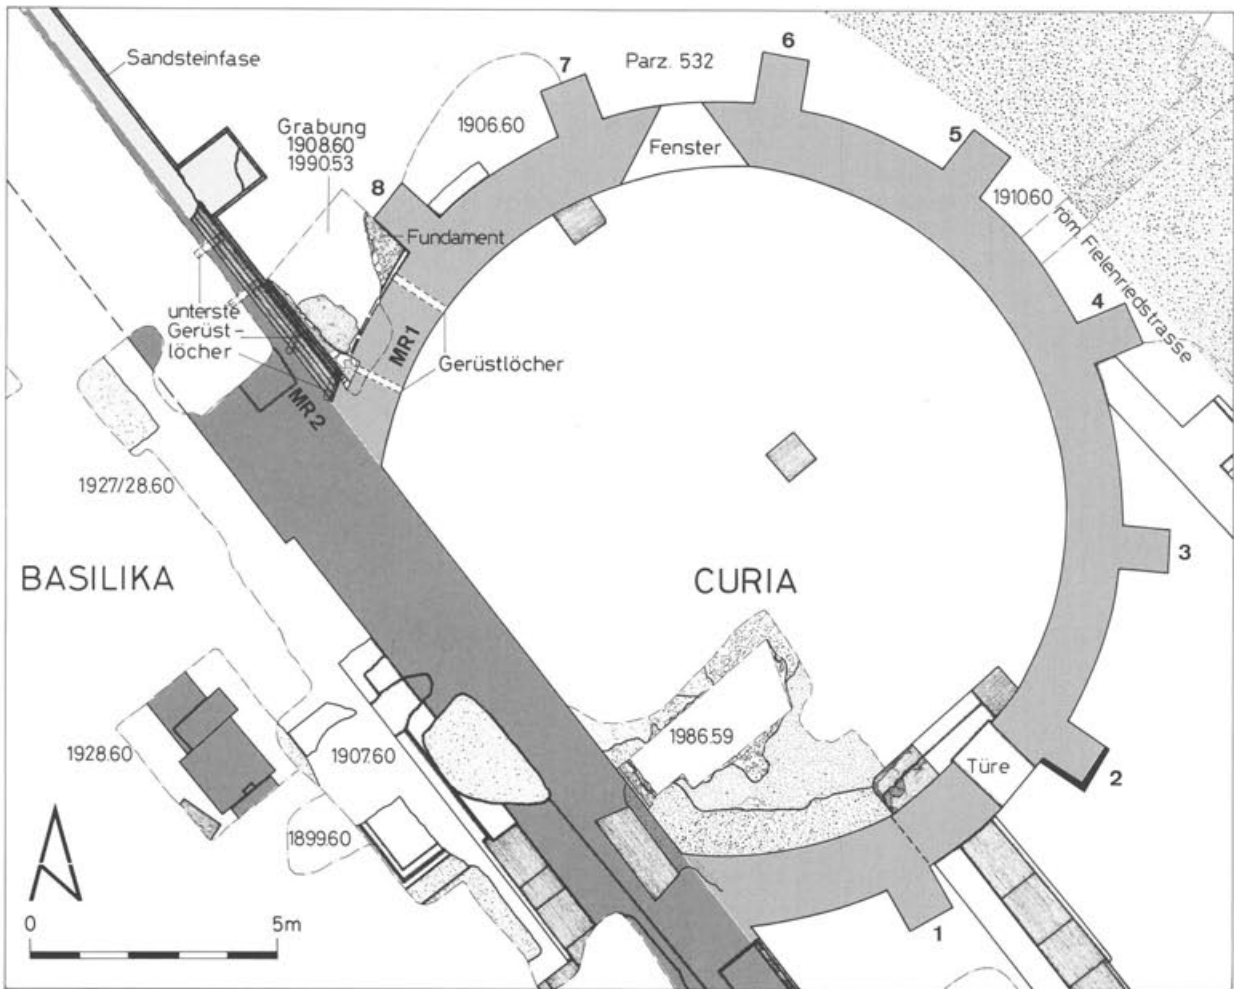 Sandsteinfase
Grabung
1908.60
1990.53
1906.60
7
Parz. 532
6
Fenster
5
1910.60
röm. Fielenriedstrasse
8
Fundament
unterste
Gerüst-
löcher
MR1
Gerüstlöcher
MR2
4
1927/28.60
BASILIKA
CURIA
3
1928.60
1907.60
1986.59
Türe
2
1899.60
1
0
5m